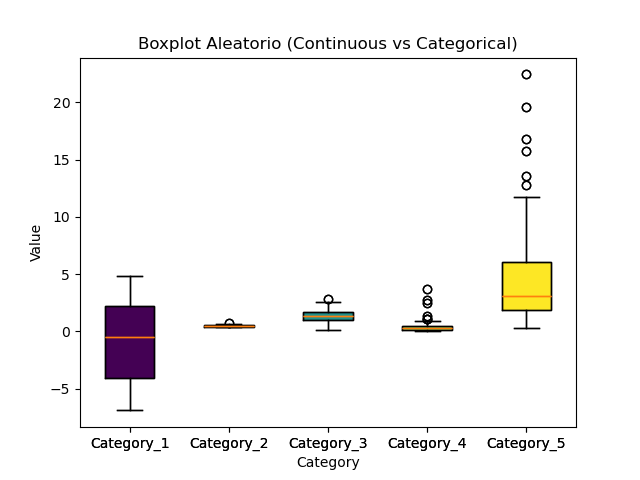 Boxplot Aleatorio (Continuous vs Categorical)
20
15
10
5
0
−5
Value
Category_1 Category_2 Category_3 Category_4 Category_5
Category